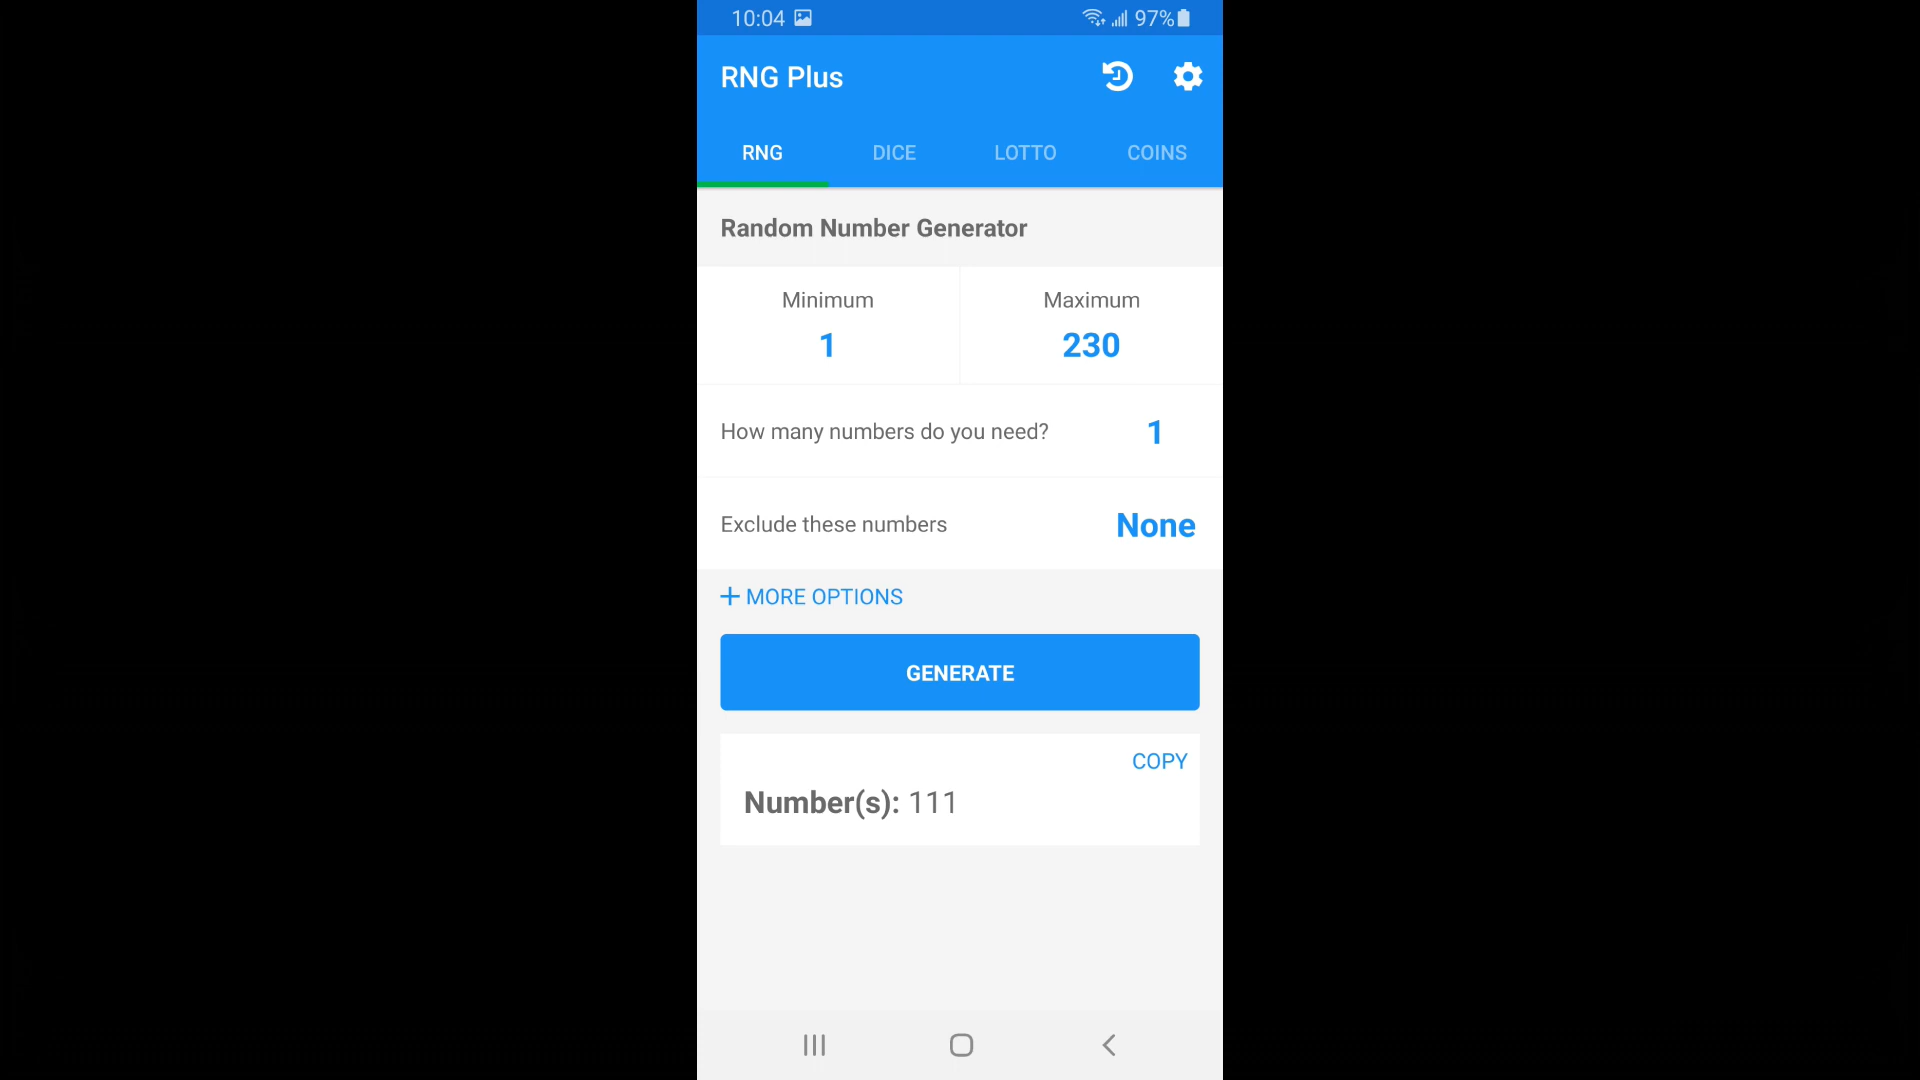 10:04 97%
RNG Plus
RNG DICE LOTTO COINS
Random Number Generator
Minimum Maximum
1 230
How many numbers do you need? 1
Exclude these numbers None
+ MORE OPTIONS
GENERATE
COPY
Number(s): 111